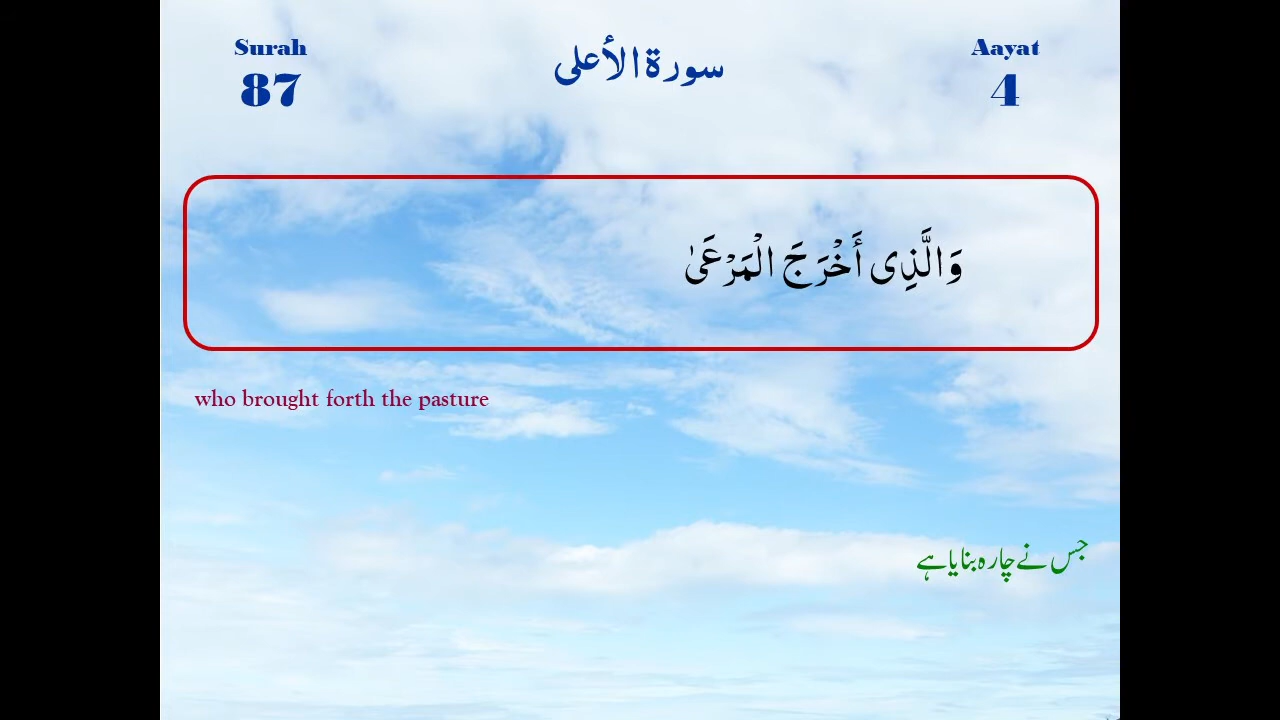 Surah
87
سورة الأعلى
Aayat
4
وَالَّذِى أَخْرَجَ الْمَرْعَىٰ
who brought forth the pasture
جس نے چارہ بنایا ہے